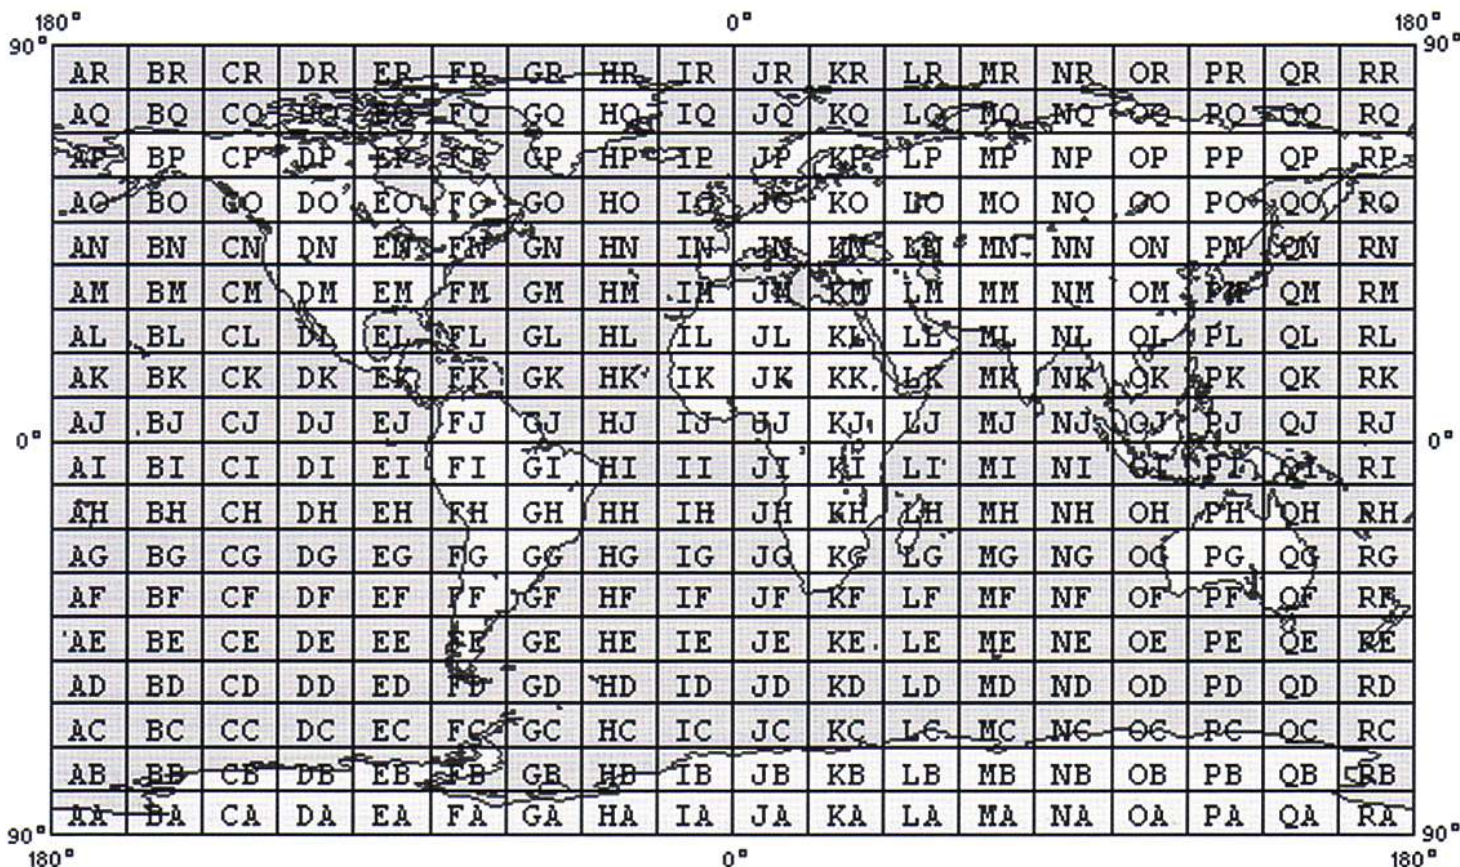 180° 0° 180°
90° 90°
AR BR CR DR ER FR GR HR IR JR KR LR MR NR OR PR QR RR
AQ BQ CQ DQ EQ FQ GQ HQ IQ JQ KQ LQ MQ NQ OQ PQ QQ RQ
AP BP CP DP EP FP GP HP IP JP KP LP MP NP OP PP QP RP
AO BO CO DO EO FO GO HO IO JO KO LO MO NO OO PO QO RO
AN BN CN DN EN FN GN HN IN JN KN LN MN NN ON PN QN RN
AM BM CM DM EM FM GM HM IM JM KM LM MM NM OM PM QM RM
AL BL CL DL EL FL GL HL IL JL KL LL ML NL OL PL QL RL
AK BK CK DK EK FK GK HK IK JK KK LK MK NK OK PK QK RK
AJ BJ CJ DJ EJ FJ GJ HJ IJ JJ KJ LJ MJ NJ OJ PJ QJ RJ
0° 0°
AI BI CI DI EI FI GI HI II JI KI LI MI NI OI PI QI RI
AH BH CH DH EH FH GH HH IH JH KH LH MH NH OH PH QH RH
AG BG CG DG EG FG GG HG IG JG KG LG MG NG OG PG QG RG
AF BF CF DF EF FF GF HF IF JF KF LF MF NF OF PF QF RF
AE BE CE DE EE FE GE HE IE JE KE LE ME NE OE PE QE RE
AD BD CD DD ED FD GD HD ID JD KD LD MD ND OD PD QD RD
AC BC CC DC EC FC GC HC IC JC KC LC MC NC OC PC QC RC
AB BB CB DB EB FB GB HB IB JB KB LB MB NB OB PB QB RB
AA BA CA DA EA FA GA HA IA JA KA LA MA NA OA PA QA RA
90° 90°
180° 0° 180°